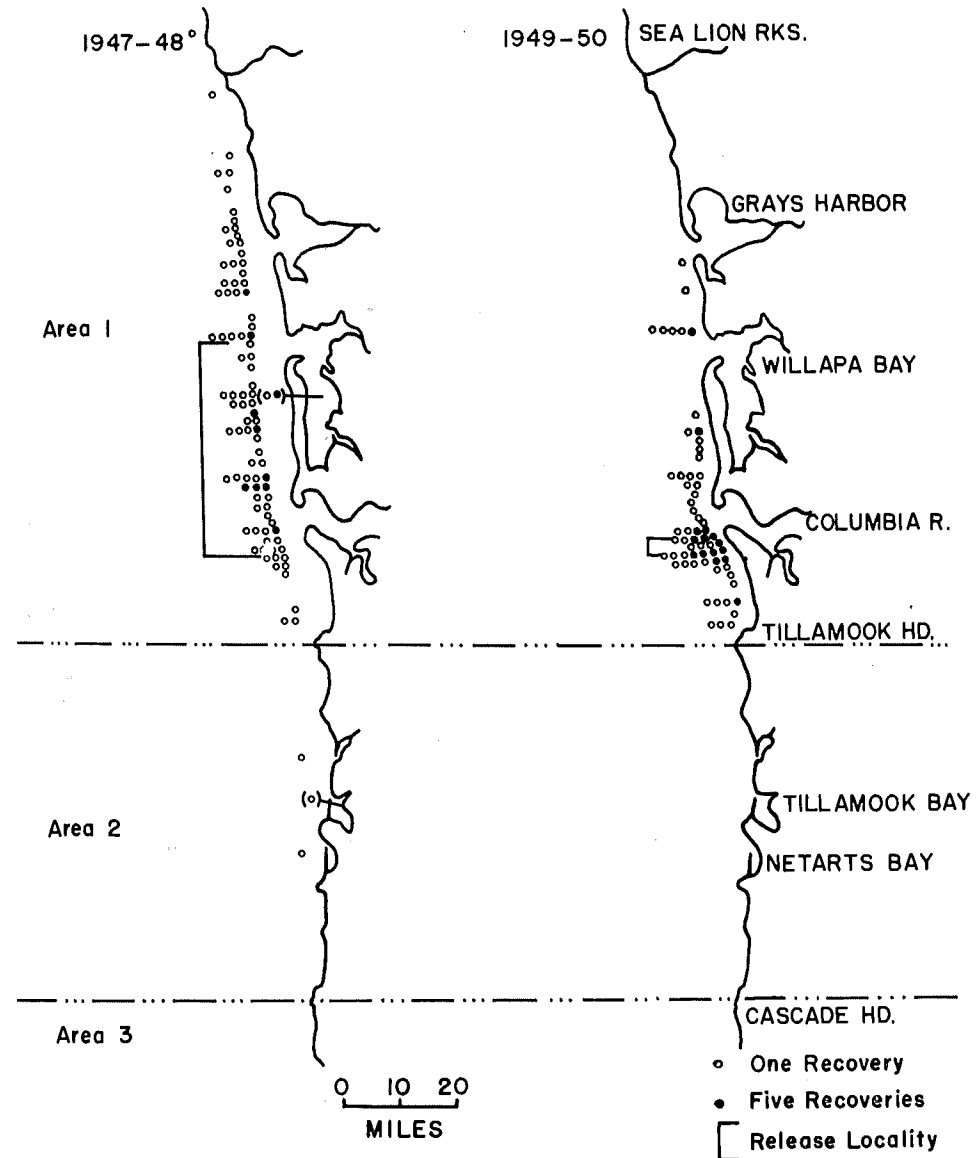 1947-48
1949-50
SEA LION RKS.
GRAYS HARBOR
Area 1
WILLAPA BAY
COLUMBIA R.
TILLAMOOK HD.
Area 2
TILLAMOOK BAY
NETARTS BAY
CASCADE HD.
Area 3
One Recovery
Five Recoveries
Release Locality
0 10 20
MILES